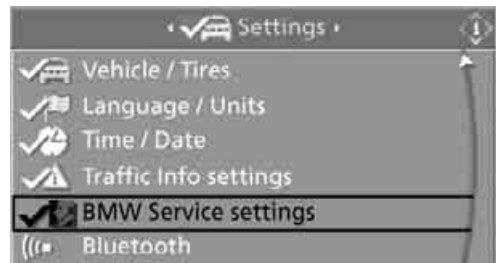 Settings
Vehicle / Tires
Language / Units
Time / Date
Traffic Info settings
BMW Service settings
Bluetooth